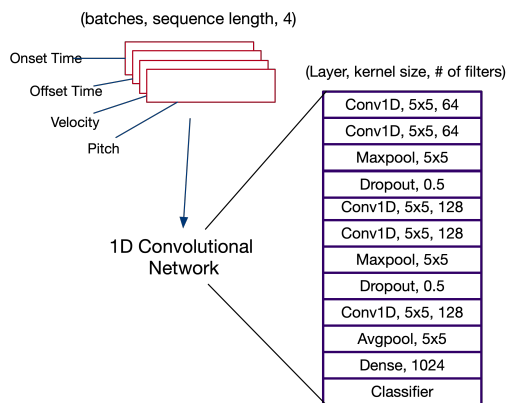 (batches, sequence length, 4)
Onset Time
Offset Time
Velocity
Pitch
1D Convolutional
Network
(Layer, kernel size, # of filters)
Conv1D, 5x5, 64
Conv1D, 5x5, 64
Maxpool, 5x5
Dropout, 0.5
Conv1D, 5x5, 128
Conv1D, 5x5, 128
Maxpool, 5x5
Dropout, 0.5
Conv1D, 5x5, 128
Avgpool, 5x5
Dense, 1024
Classifier